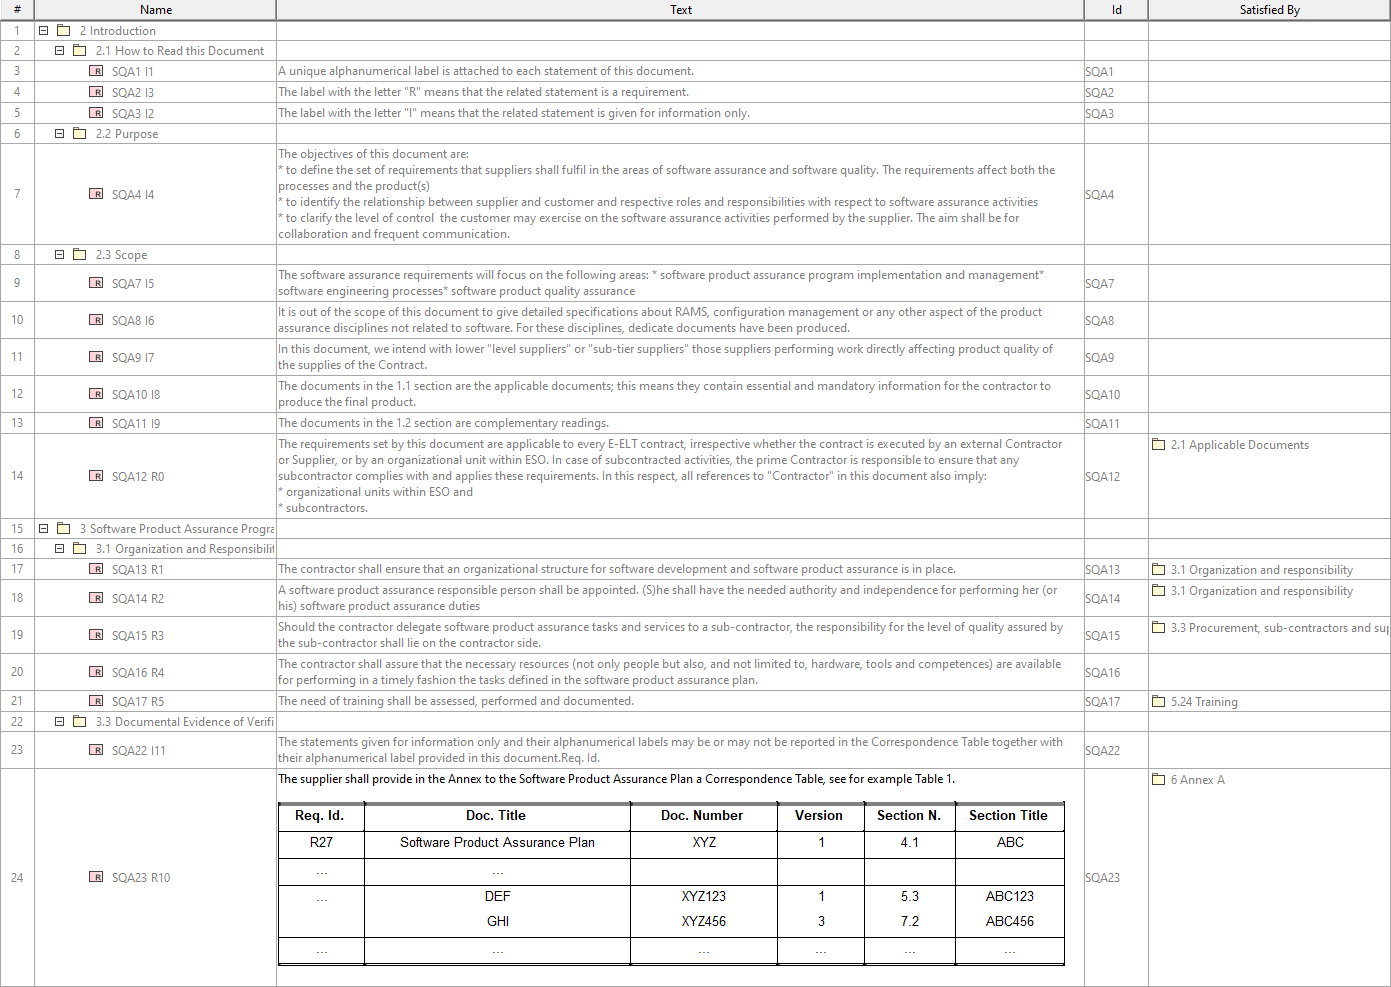 # Name Text Id Satisfied By
1 2 Introduction
2 2.1 How to Read this Document
3 R SQA1 I1 A unique alphanumerical label is attached to each statement of this document. SQA1
4 R SQA2 I3 The label with the letter "R" means that the related statement is a requirement. SQA2
5 R SQA3 I2 The label with the letter "I" means that the related statement is given for information only. SQA3
6 2.2 Purpose
7 R SQA4 I4 SQA4
The objectives of this document are:
* to define the set of requirements that suppliers shall fulfil in the areas of software assurance and software quality. The requirements affect both the
processes and the product(s)
* to identify the relationship between supplier and customer and respective roles and responsibilities with respect to software assurance activities
* to clarify the level of control  the customer may exercise on the software assurance activities performed by the supplier. The aim shall be for
collaboration and frequent communication.
8 2.3 Scope
9 R SQA7 I5 SQA7
The software assurance requirements will focus on the following areas: * software product assurance program implementation and management*
software engineering processes* software product quality assurance
10 R SQA8 I6 SQA8
It is out of the scope of this document to give detailed specifications about RAMS, configuration management or any other aspect of the product
assurance disciplines not related to software. For these disciplines, dedicate documents have been produced.
11 R SQA9 I7 SQA9
In this document, we intend with lower "level suppliers" or "sub-tier suppliers" those suppliers performing work directly affecting product quality of
the supplies of the Contract.
12 R SQA10 I8 SQA10
The documents in the 1.1 section are the applicable documents; this means they contain essential and mandatory information for the contractor to
produce the final product.
13 R SQA11 I9 The documents in the 1.2 section are complementary readings. SQA11
14 R SQA12 R0 SQA12 2.1 Applicable Documents
The requirements set by this document are applicable to every E-ELT contract, irrespective whether the contract is executed by an external Contractor
or Supplier, or by an organizational unit within ESO. In case of subcontracted activities, the prime Contractor is responsible to ensure that any
subcontractor complies with and applies these requirements. In this respect, all references to "Contractor" in this document also imply:
* organizational units within ESO and
* subcontractors.
15 3 Software Product Assurance Progra
16 3.1 Organization and Responsibilit
17 R SQA13 R1 The contractor shall ensure that an organizational structure for software development and software product assurance is in place. SQA13 3.1 Organization and responsibility
18 R SQA14 R2 SQA14 3.1 Organization and responsibility
A software product assurance responsible person shall be appointed. (S)he shall have the needed authority and independence for performing her (or
his) software product assurance duties
19 R SQA15 R3 SQA15 3.3 Procurement, sub-contractors and sup
Should the contractor delegate software product assurance tasks and services to a sub-contractor, the responsibility for the level of quality assured by
the sub-contractor shall lie on the contractor side.
20 R SQA16 R4 SQA16
The contractor shall assure that the necessary resources (not only people but also, and not limited to, hardware, tools and competences) are available
for performing in a timely fashion the tasks defined in the software product assurance plan.
21 R SQA17 R5 The need of training shall be assessed, performed and documented. SQA17 5.24 Training
22 3.3 Documental Evidence of Verifi
23 R SQA22 I11 SQA22
The statements given for information only and their alphanumerical labels may be or may not be reported in the Correspondence Table together with
their alphanumerical label provided in this document.Req. Id.
24 R SQA23 R10 SQA23 6 Annex A
The supplier shall provide in the Annex to the Software Product Assurance Plan a Correspondence Table, see for example Table 1.
Req. Id. Doc. Title Doc. Number Version Section N. Section Title
R27 Software Product Assurance Plan XYZ 1 4.1 ABC
... ...
... DEF XYZ123 1 5.3 ABC123
GHI XYZ456 3 7.2 ABC456
... ... ... ... ... ...